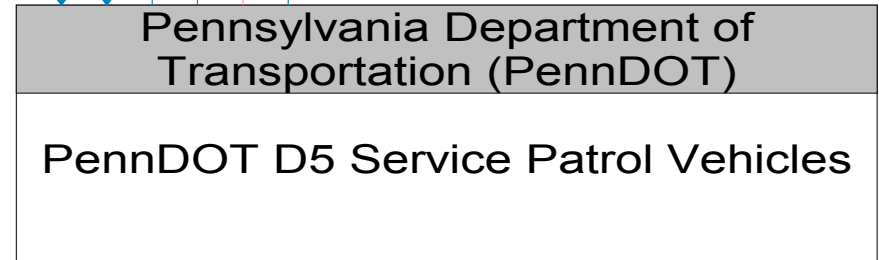 Pennsylvania Department of
Transportation (PennDOT)
PennDOT D5 Service Patrol Vehicles